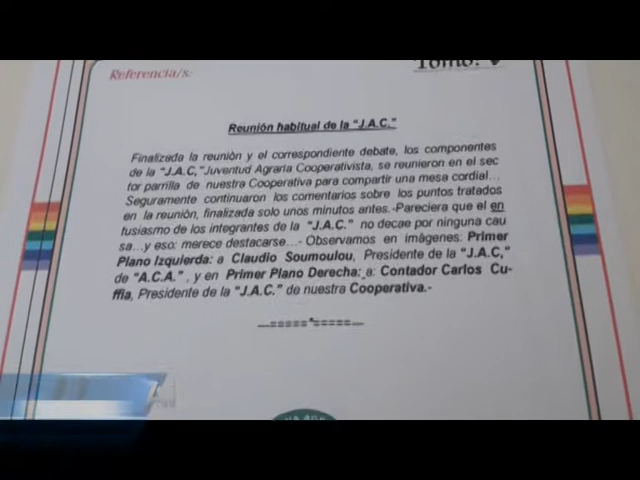 Referencia/s:
Tomo:
Reunión habitual de la "J.A.C."
Finalizada la reunión y el correspondiente debate, los componentes
de la "J.A.C,"Juventud Agraria Cooperativista, se reunieron en el sec
tor parrilla de nuestra Cooperativa para compartir una mesa cordial...
Seguramente continuaron los comentarios sobre los puntos tratados
en la reunión, finalizada solo unos minutos antes.-Pareciera que el en
tusiasmo de los integrantes de la "J.A.C." no decae por ninguna cau
sa...y eso: merece destacarse...- Observamos en imágenes: Primer
Plano Izquierda: a Claudio Soumoulou, Presidente de la "J.A.C,"
de "A.C.A.", y en Primer Plano Derecha: a: Contador Carlos Cu-
ffia, Presidente de la "J.A.C." de nuestra Cooperativa.-